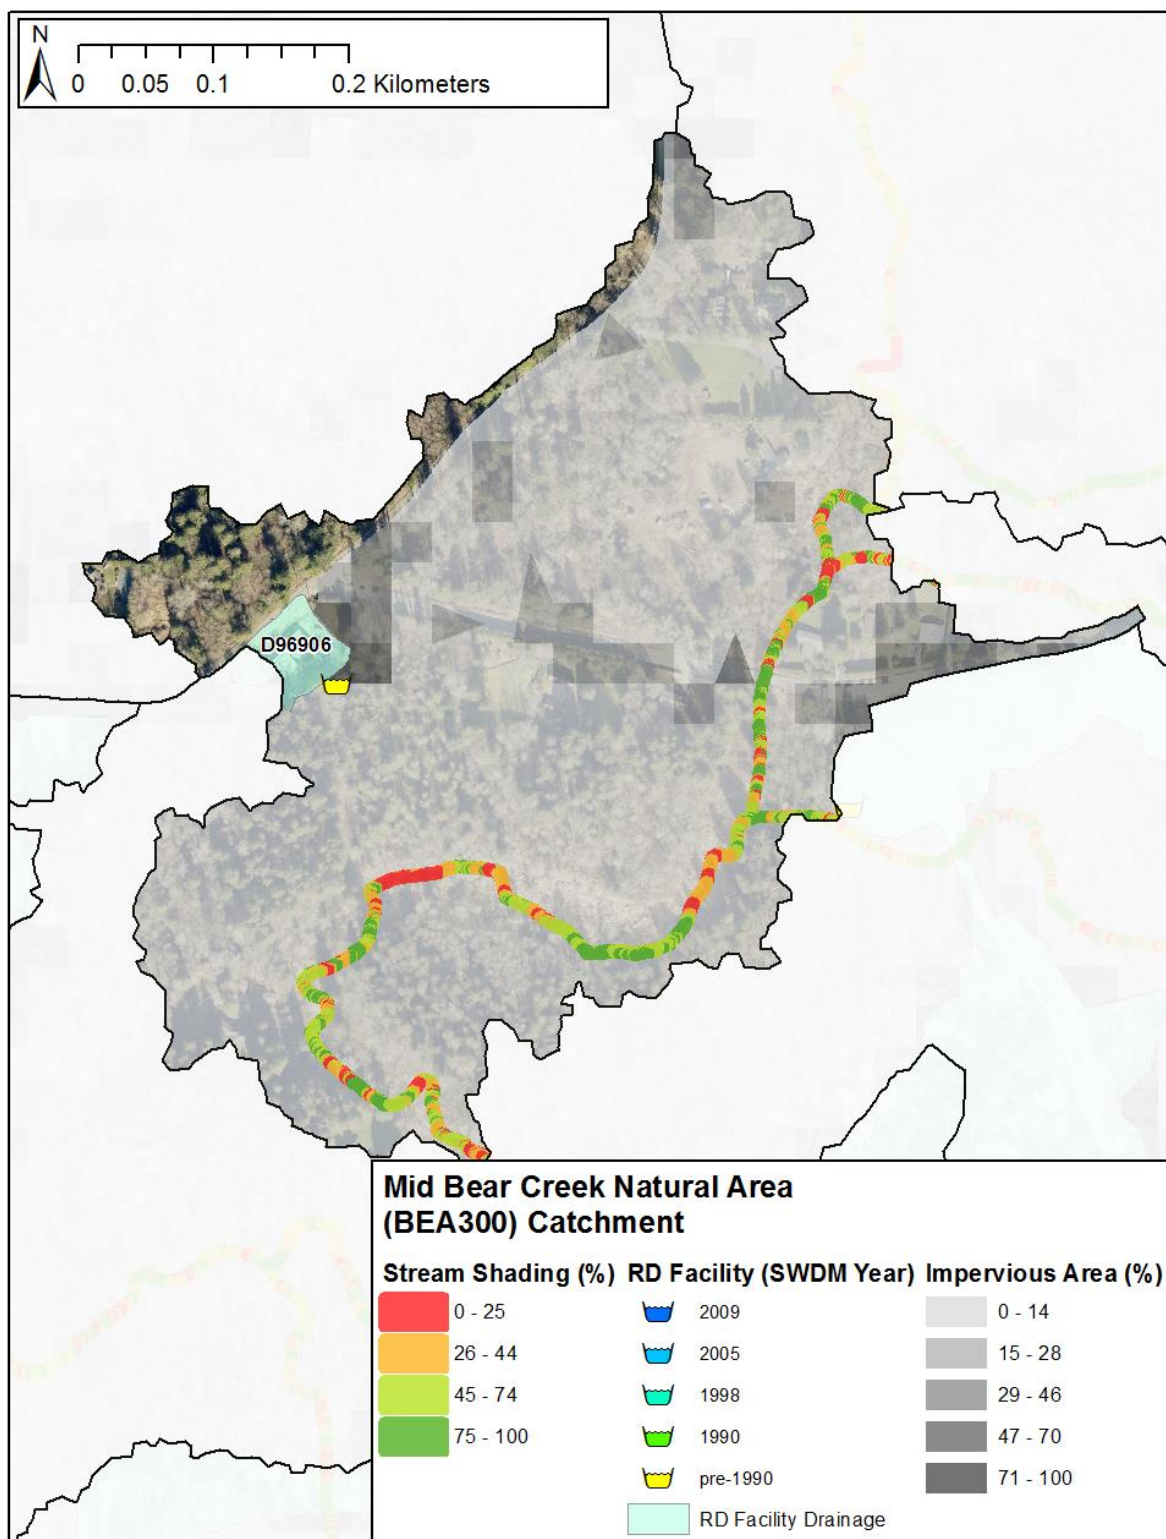 N
0 0.05 0.1 0.2 Kilometers
D96906
Mid Bear Creek Natural Area
(BEA300) Catchment
Stream Shading (%) RD Facility (SWDM Year) Impervious Area (%)
0 - 25 2009 0 - 14
26 - 44 2005 15 - 28
45 - 74 1998 29 - 46
75 - 100 1990 47 - 70
pre-1990 71 - 100
RD Facility Drainage